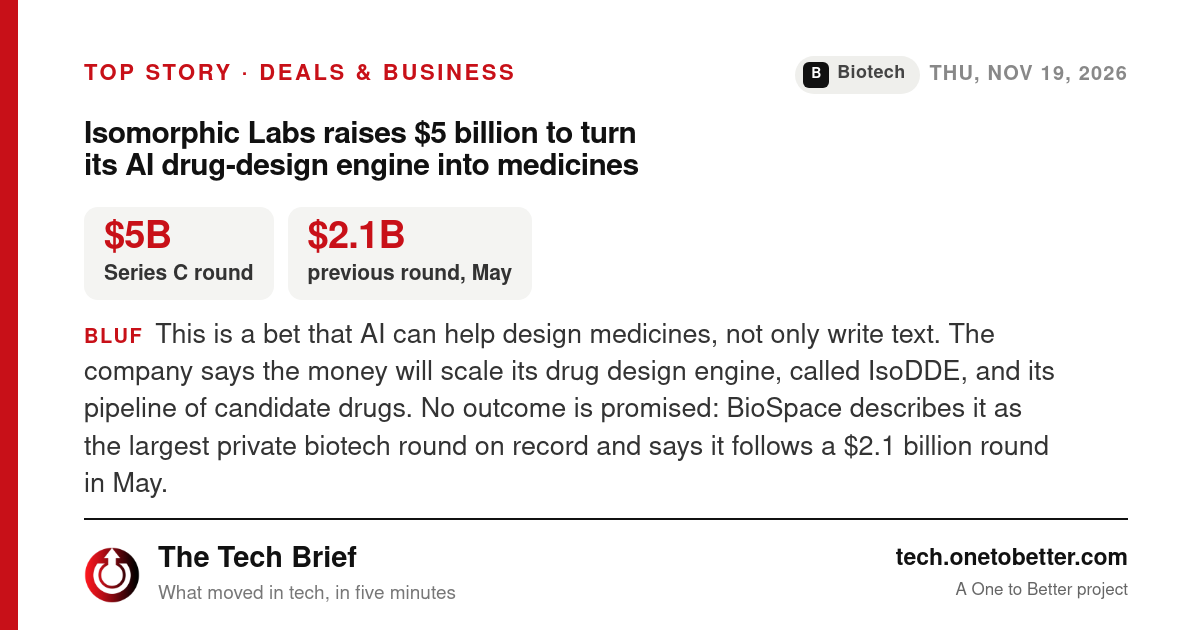 TOP STORY · DEALS & BUSINESS
B Biotech THU, NOV 19, 2026
Isomorphic Labs raises $5 billion to turn
its AI drug-design engine into medicines
$5B
Series C round
$2.1B
previous round, May
BLUF This is a bet that AI can help design medicines, not only write text. The
company says the money will scale its drug design engine, called IsoDDE, and its
pipeline of candidate drugs. No outcome is promised: BioSpace describes it as
the largest private biotech round on record and says it follows a $2.1 billion round
in May.
The Tech Brief
What moved in tech, in five minutes
tech.onetobetter.com
A One to Better project